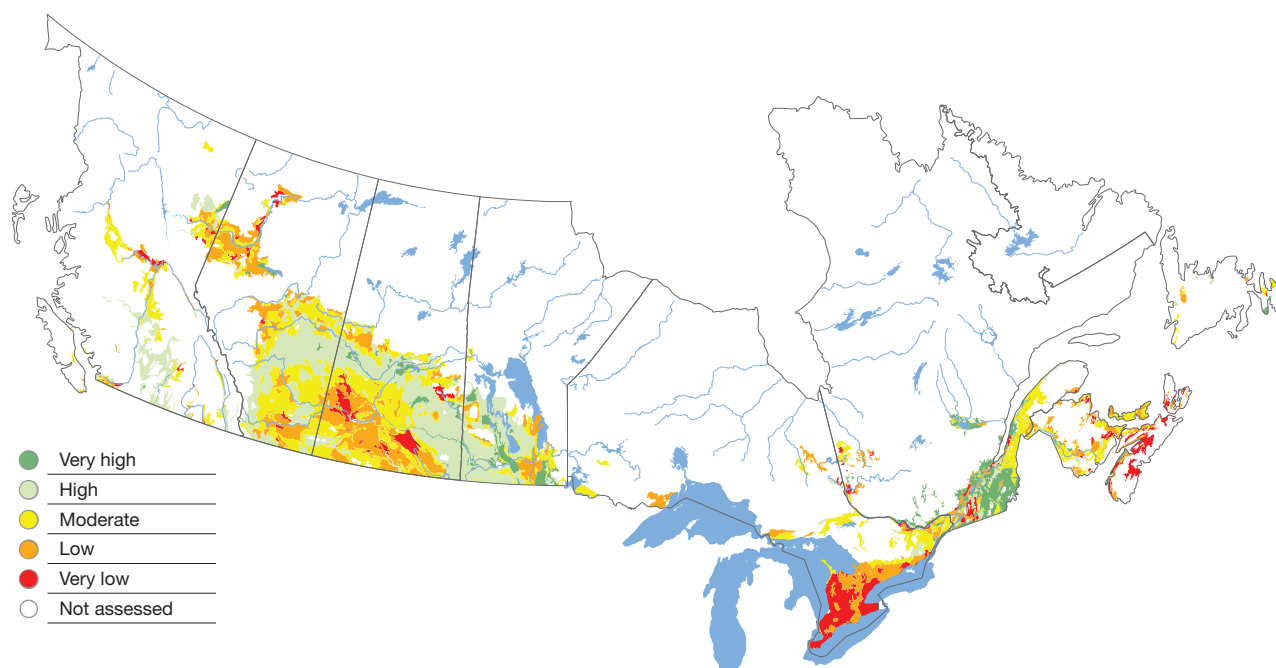 Very high
High
Moderate
Low
Very low
Not assessed